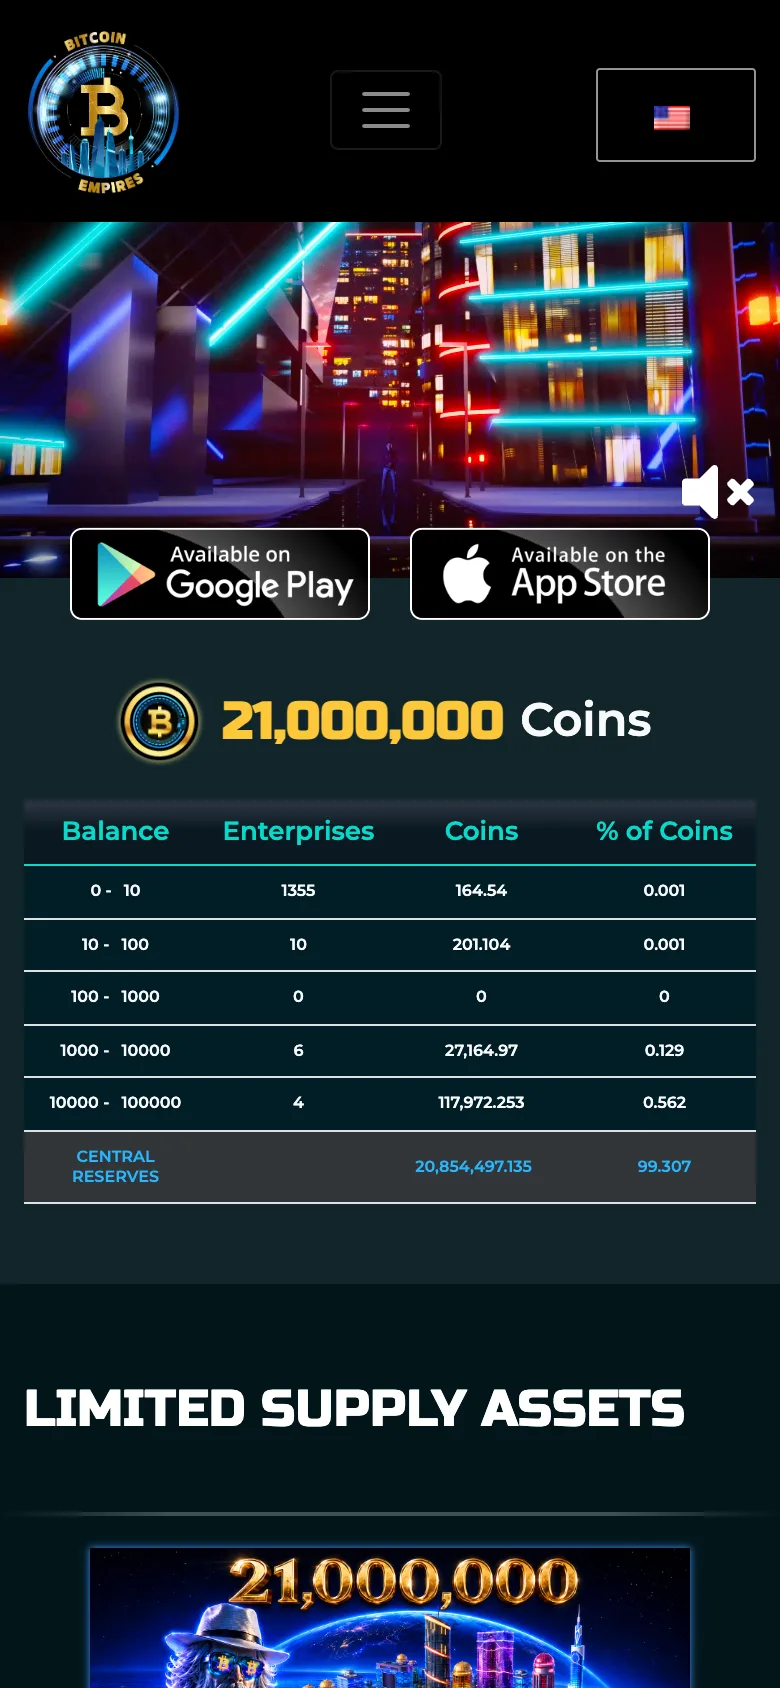 BITCOIN
EMPIRES
Available on
Google Play
Available on the
App Store
21,000,000 Coins
Balance Enterprises Coins % of Coins
0 - 10 1355 164.54 0.001
10 - 100 10 201.104 0.001
100 - 1000 0 0 0
1000 - 10000 6 27,164.97 0.129
10000 - 100000 4 117,972.253 0.562
CENTRAL
RESERVES 20,854,497.135 99.307
LIMITED SUPPLY ASSETS
21,000,000